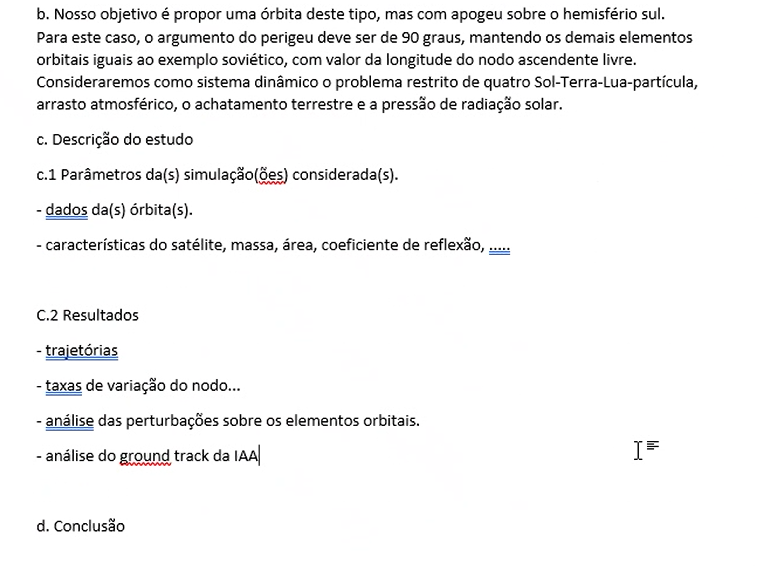 b. Nosso objetivo é propor uma órbita deste tipo, mas com apogeu sobre o hemisfério sul.
Para este caso, o argumento do perigeu deve ser de 90 graus, mantendo os demais elementos
orbitais iguais ao exemplo soviético, com valor da longitude do nodo ascendente livre.
Consideraremos como sistema dinâmico o problema restrito de quatro Sol-Terra-Lua-partícula,
arrasto atmosférico, o achatamento terrestre e a pressão de radiação solar.
c. Descrição do estudo
c.1 Parâmetros da(s) simulação(ões) considerada(s).
- dados da(s) órbita(s).
- características do satélite, massa, área, coeficiente de reflexão, .....
C.2 Resultados
- trajetórias
- taxas de variação do nodo...
- análise das perturbações sobre os elementos orbitais.
- análise do ground track da IAA
d. Conclusão